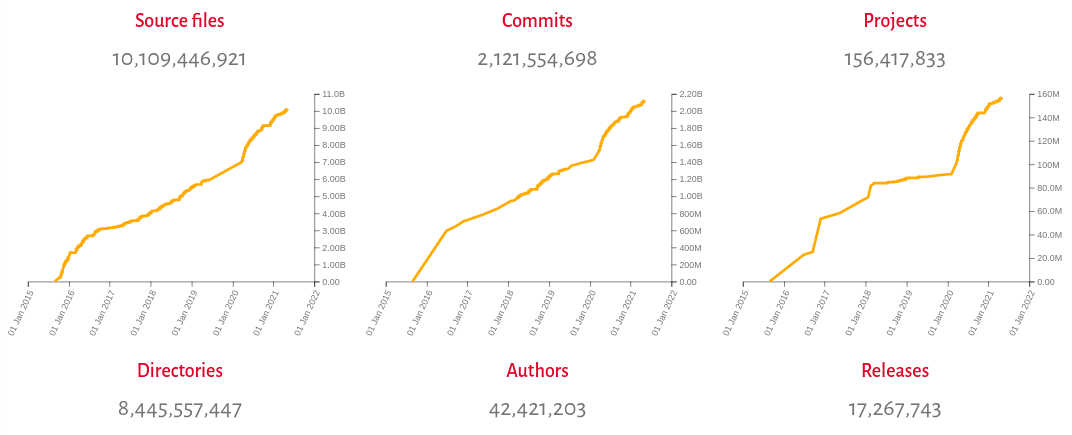 Source files
10,109,446,921
11.0B
10.0B
9.00B
8.00B
7.00B
6.00B
5.00B
4.00B
3.00B
2.00B
1.00B
0.00
01 Jan 2015
01 Jan 2016
01 Jan 2017
01 Jan 2018
01 Jan 2019
01 Jan 2020
01 Jan 2021
01 Jan 2022
Commits
2,121,554,698
2.20B
2.00B
1.80B
1.60B
1.40B
1.20B
1.00B
800M
600M
400M
200M
0.00
01 Jan 2015
01 Jan 2016
01 Jan 2017
01 Jan 2018
01 Jan 2019
01 Jan 2020
01 Jan 2021
01 Jan 2022
Projects
156,417,833
160M
140M
120M
100M
80.0M
60.0M
40.0M
20.0M
0.00
01 Jan 2015
01 Jan 2016
01 Jan 2017
01 Jan 2018
01 Jan 2019
01 Jan 2020
01 Jan 2021
01 Jan 2022
Directories
8,445,557,447
Authors
42,421,203
Releases
17,267,743